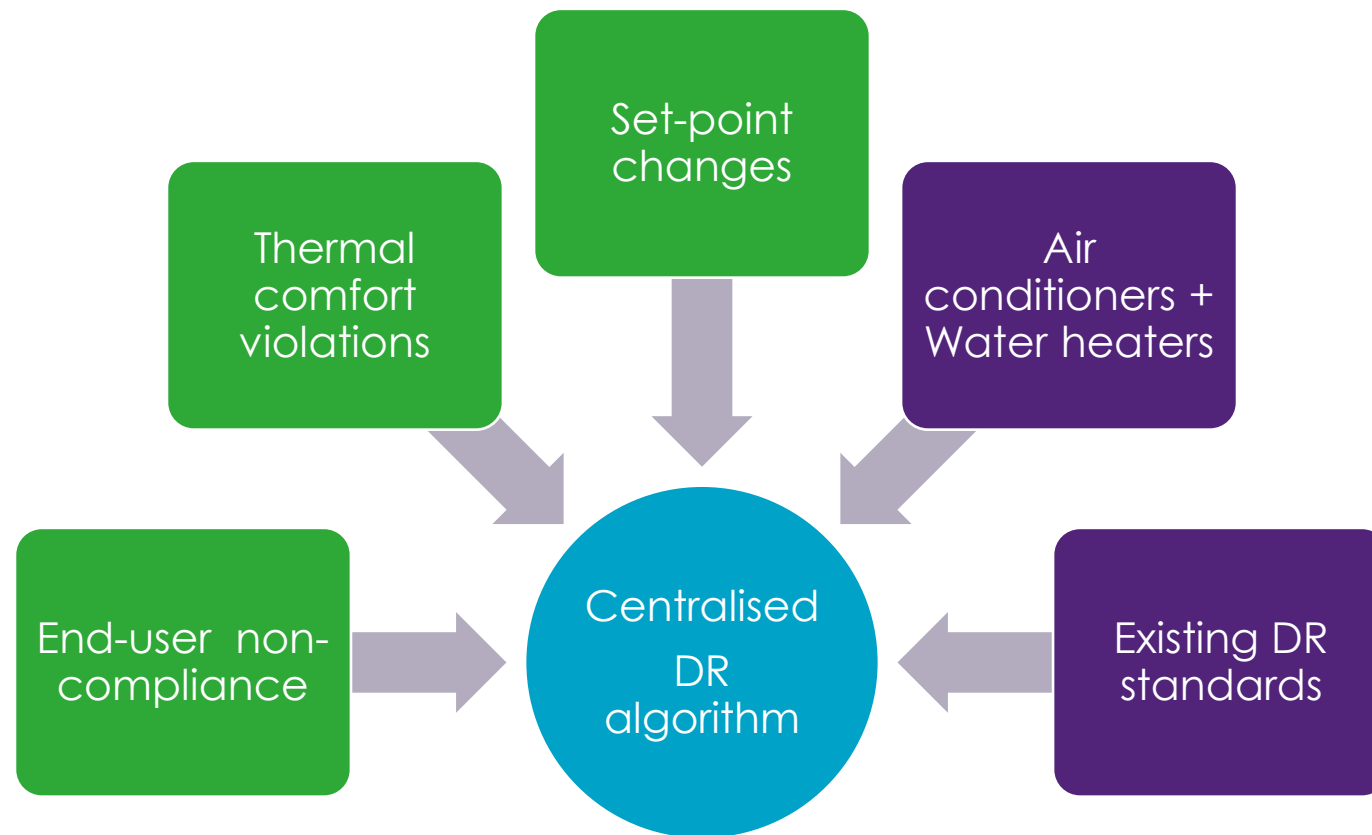 Set-point
changes
Thermal
comfort
violations
Air
conditioners +
Water heaters
End-user  non-
compliance
Centralised
DR
algorithm
Existing DR
standards